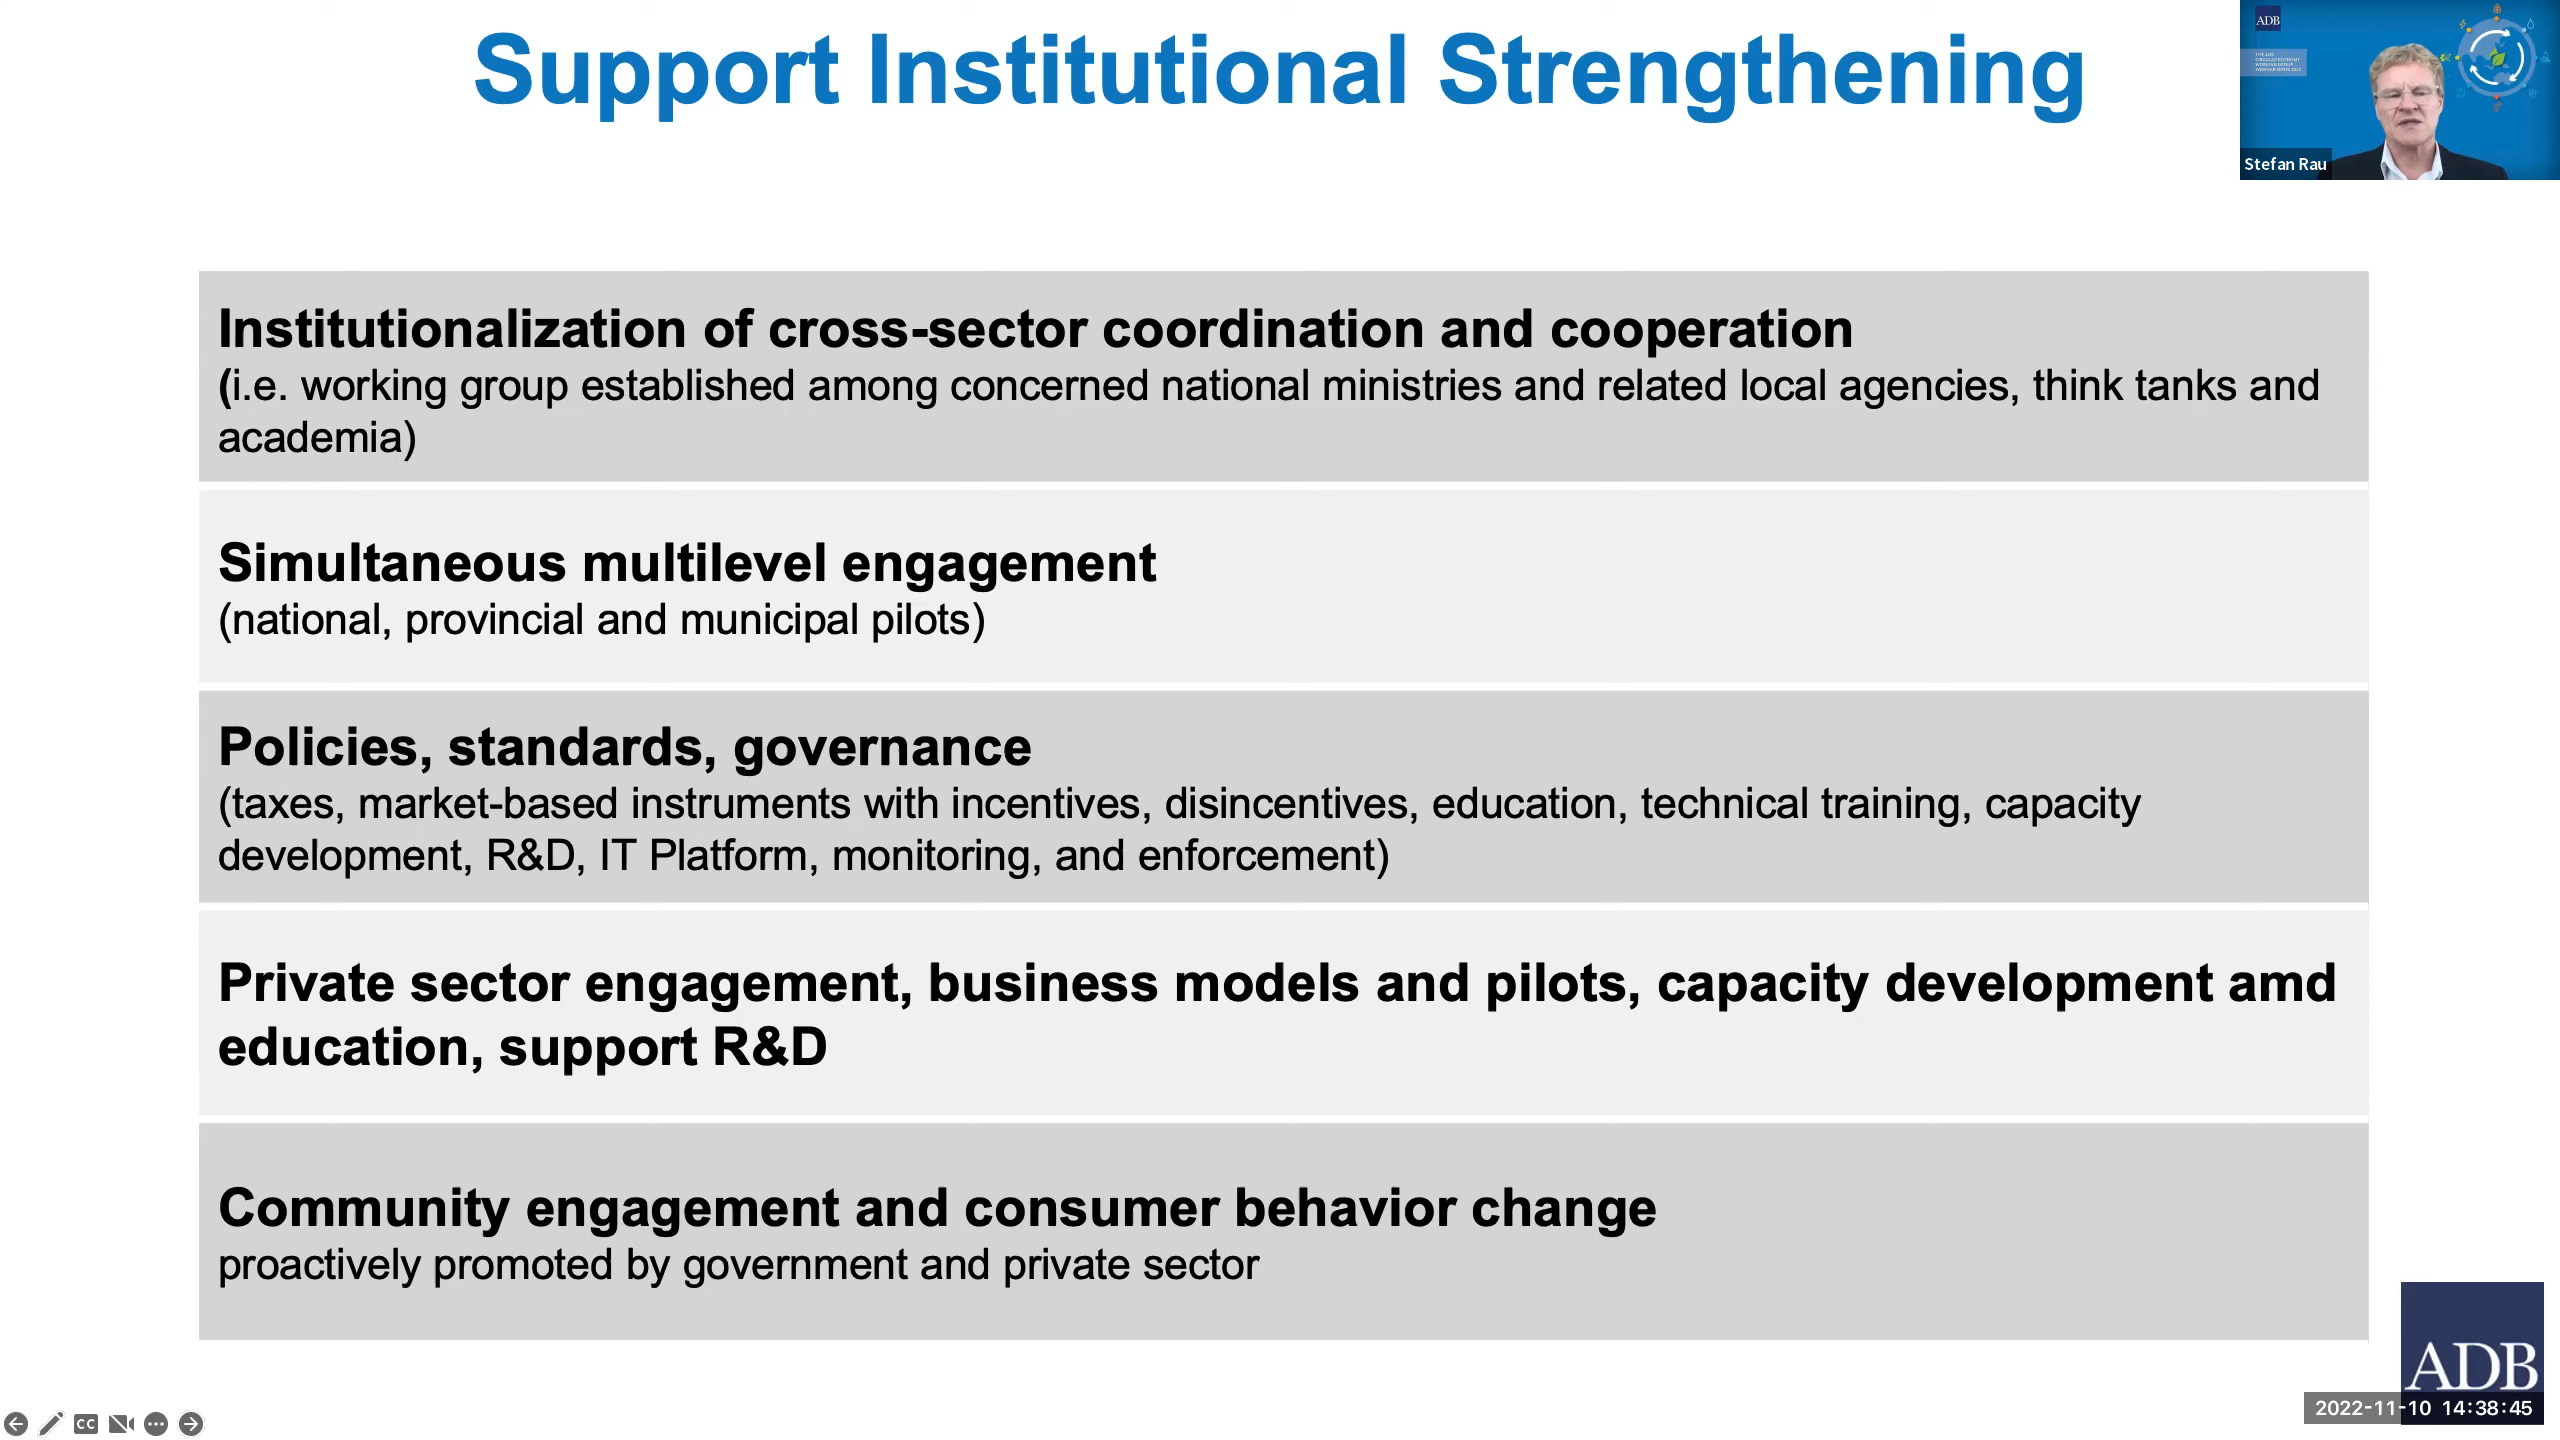 Support Institutional Strengthening
ADB
Stefan Rau
Institutionalization of cross-sector coordination and cooperation
(i.e. working group established among concerned national ministries and related local agencies, think tanks and
academia)
Simultaneous multilevel engagement
(national, provincial and municipal pilots)
Policies, standards, governance
(taxes, market-based instruments with incentives, disincentives, education, technical training, capacity
development, R&D, IT Platform, monitoring, and enforcement)
Private sector engagement, business models and pilots, capacity development amd
education, support R&D
Community engagement and consumer behavior change
proactively promoted by government and private sector
ADB
2022-11-10 14:38:45
CC